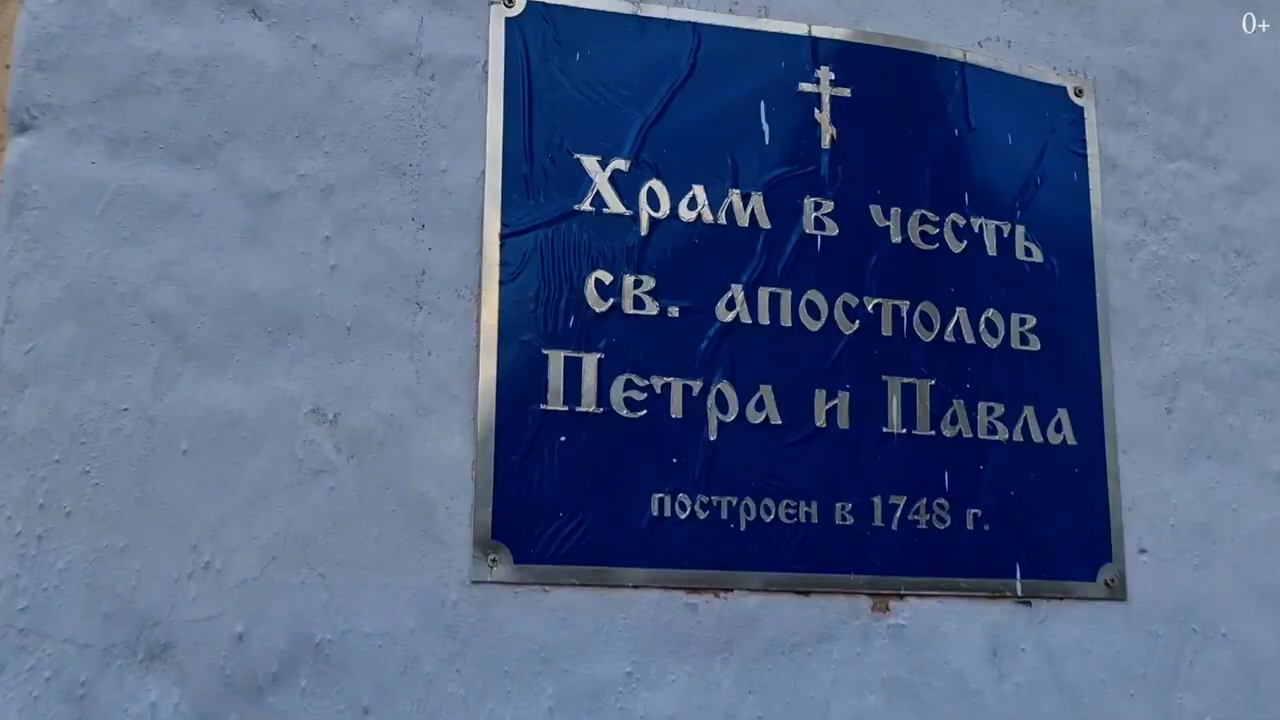 0+
Храм в честь
св. апостолов
Петра и Павла
построен в 1748 г.